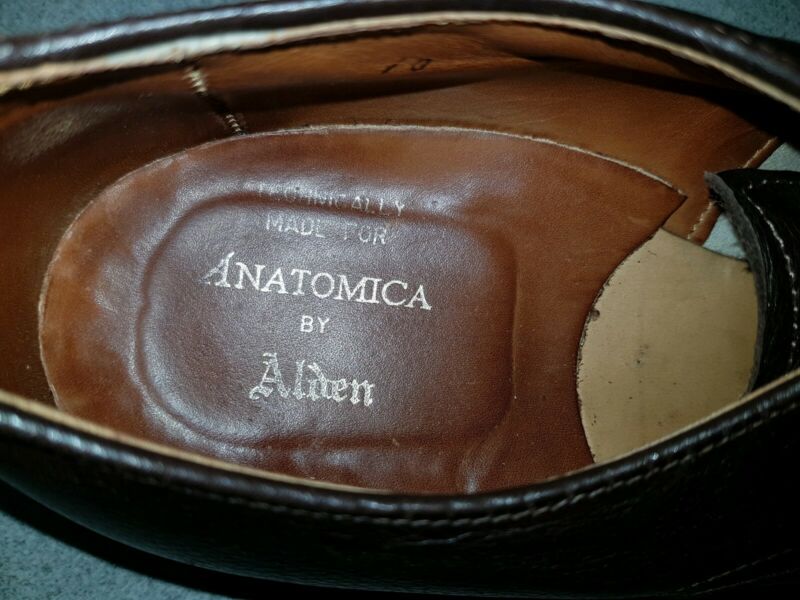 TECHNICALLY
MADE FOR
ANATOMICA
BY
Alden